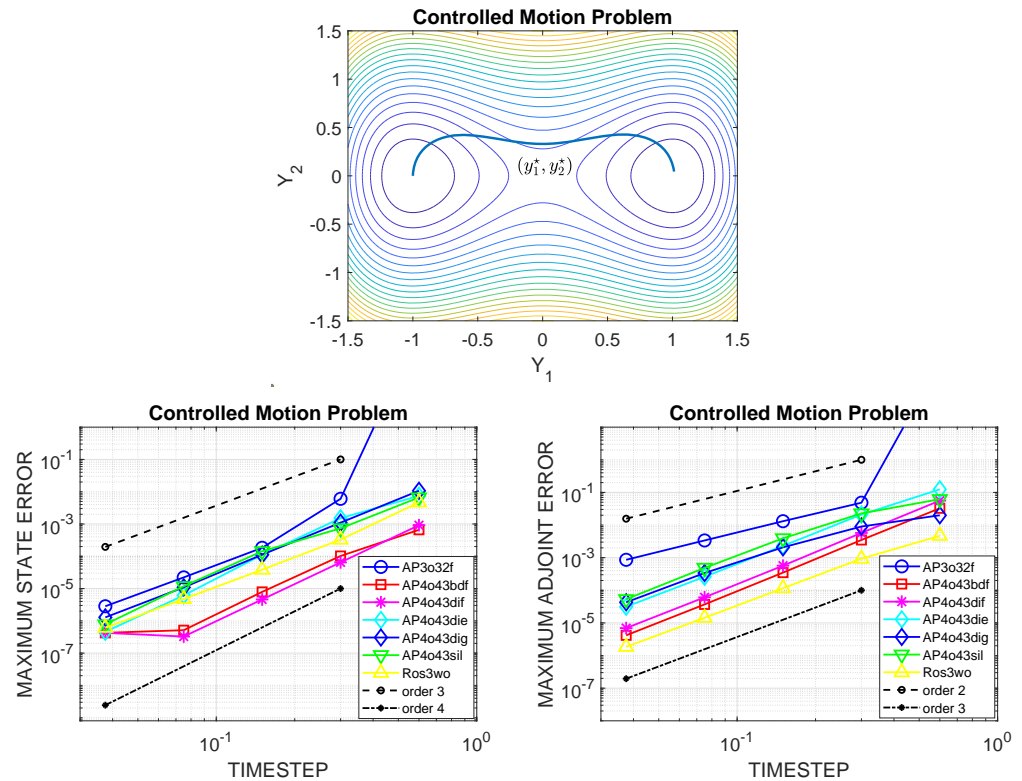 Controlled Motion Problem
1.5
1
0.5
0
-0.5
-1
-1.5
Y2
(y₁*, y₂*)
-1.5 -1 -0.5 0 0.5 1 1.5
Y1
Controlled Motion Problem
MAXIMUM STATE ERROR
10⁻¹
10⁻³
10⁻⁵
10⁻⁷
AP3o32f
AP4o43bdf
AP4o43dif
AP4o43die
AP4o43dig
AP4o43sil
Ros3wo
order 3
order 4
10⁻¹ 10⁰
TIMESTEP
Controlled Motion Problem
MAXIMUM ADJOINT ERROR
10⁻¹
10⁻³
10⁻⁵
10⁻⁷
AP3o32f
AP4o43bdf
AP4o43dif
AP4o43die
AP4o43dig
AP4o43sil
Ros3wo
order 2
order 3
10⁻¹ 10⁰
TIMESTEP